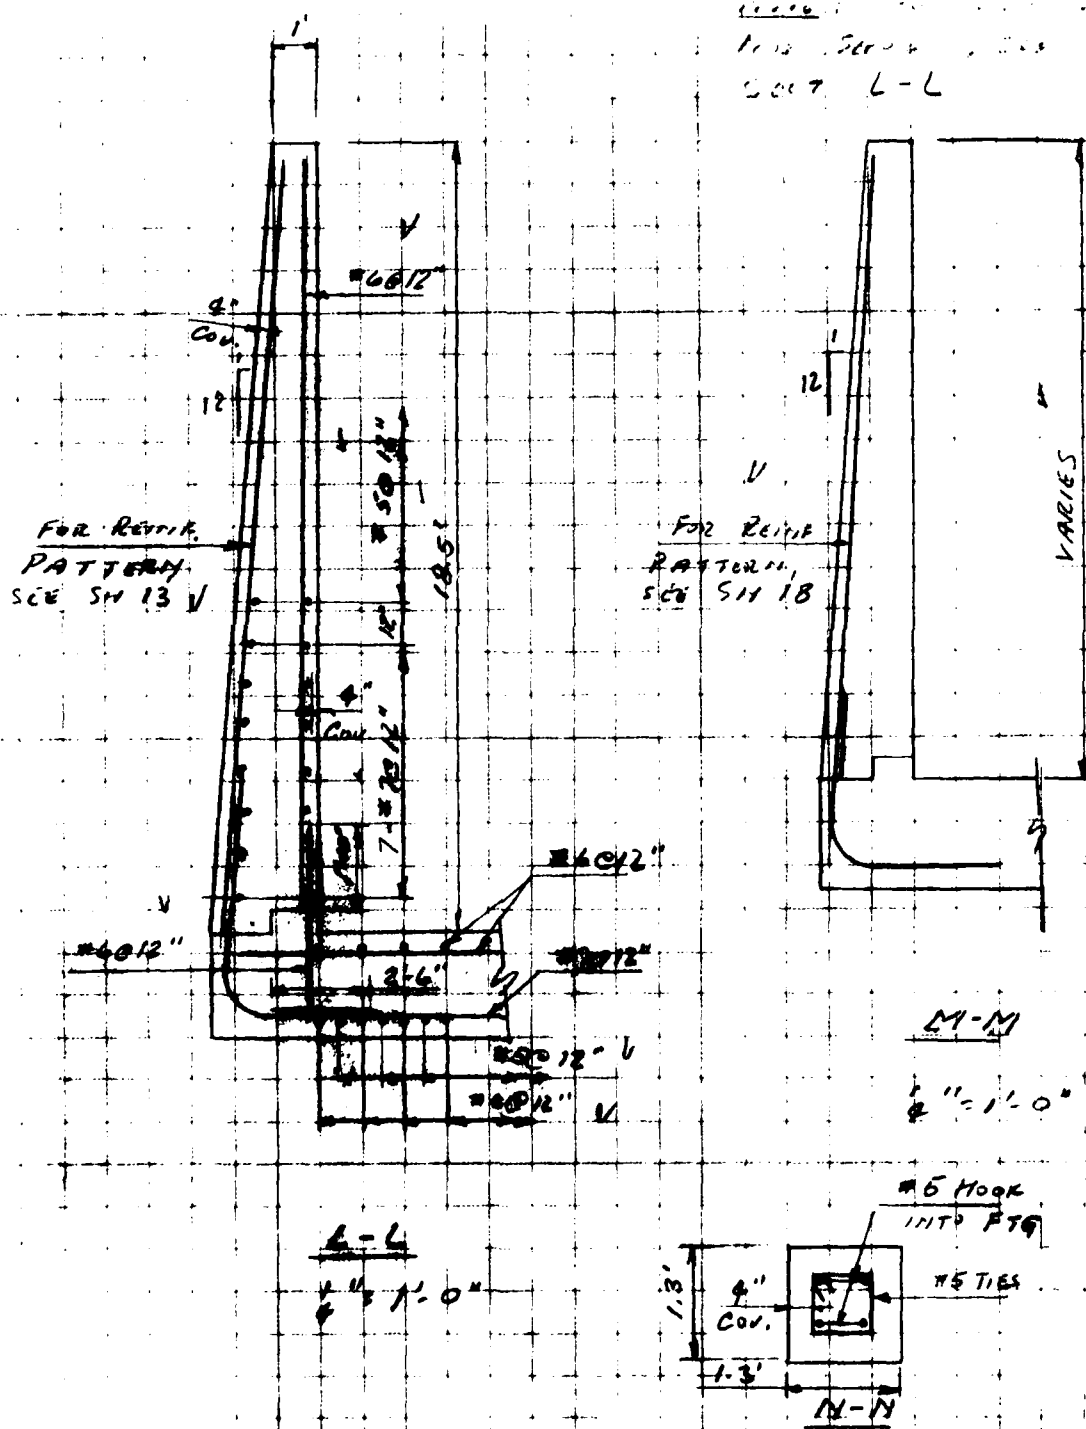 SECT L-L
1'
#6@12"
4"
COV.
12
1
12
#5@12"
18.5'
VARIES
FOR REINF.
PATTERN
SEE SH 13
FOR REINF
PATTERN,
SEE SH 18
12"
4"
COV.
7-#7@12"
#6@12"
#6@12"
2-6"
M-M
#6@12"
1/4" = 1'-0"
#5 HOOK
INTO FTG
L-L
1/4" = 1'-0"
1.3'
4"
COV.
#5 TIES
1.3'
N-N